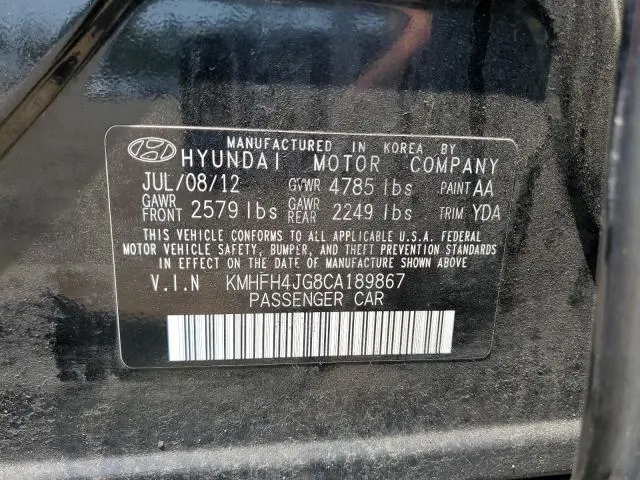 MANUFACTURED IN KOREA BY
HYUNDAI MOTOR COMPANY
JUL/08/12 GVWR 4785 lbs PAINT AA
GAWR FRONT 2579 lbs GAWR REAR 2249 lbs TRIM YDA
THIS VEHICLE CONFORMS TO ALL APPLICABLE U.S.A. FEDERAL
MOTOR VEHICLE SAFETY, BUMPER, AND THEFT PREVENTION STANDARDS
IN EFFECT ON THE DATE OF MANUFACTURE SHOWN ABOVE
V.I.N KMHFH4JG8CA189867
PASSENGER CAR